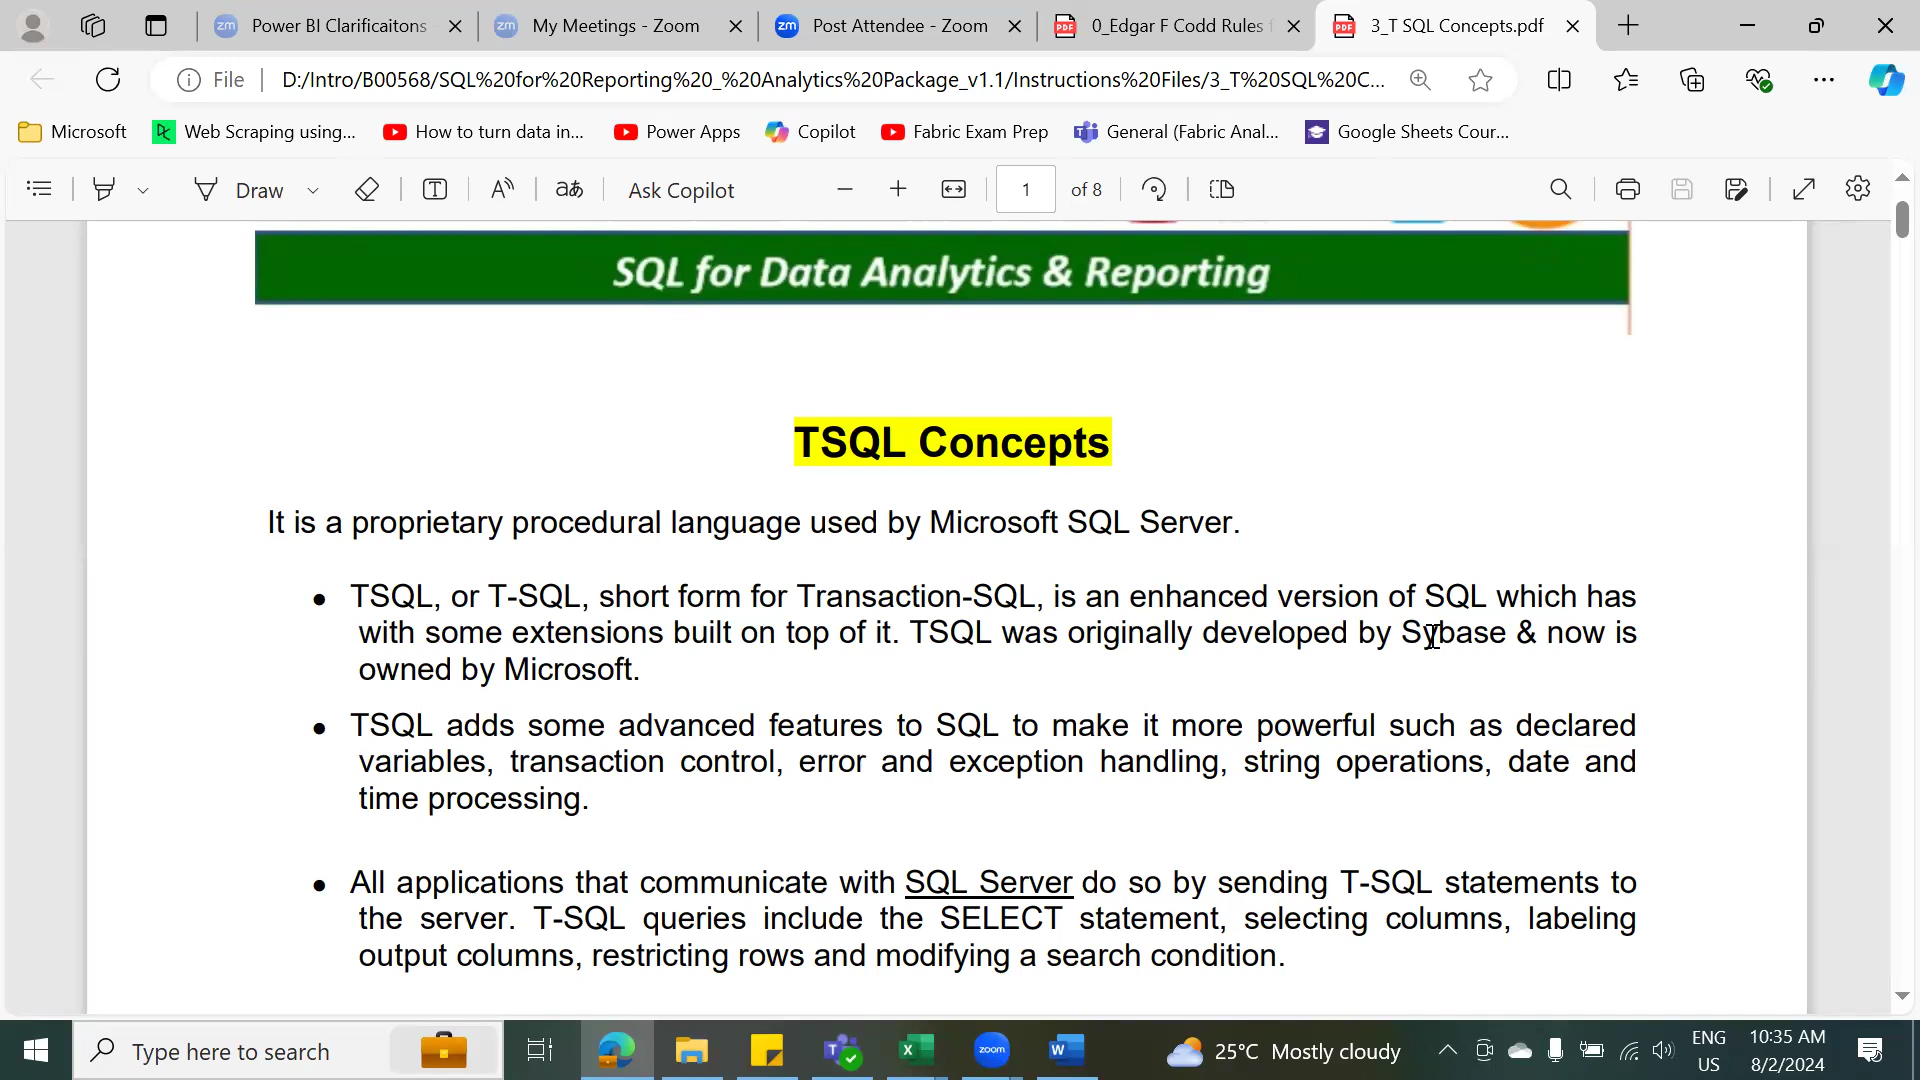 Power BI Clarificaitons
My Meetings - Zoom
Post Attendee - Zoom
0_Edgar F Codd Rules
3_T SQL Concepts.pdf
File
D:/Intro/B00568/SQL%20for%20Reporting%20_%20Analytics%20Package_v1.1/Instructions%20Files/3_T%20SQL%20C...
Microsoft
Web Scraping using...
How to turn data in...
Power Apps
Copilot
Fabric Exam Prep
General (Fabric Anal...
Google Sheets Cour...
Draw
Ask Copilot
1
of 8
SQL for Data Analytics & Reporting
TSQL Concepts
It is a proprietary procedural language used by Microsoft SQL Server.
● TSQL, or T-SQL, short form for Transaction-SQL, is an enhanced version of SQL which has
with some extensions built on top of it. TSQL was originally developed by Sybase & now is
owned by Microsoft.
● TSQL adds some advanced features to SQL to make it more powerful such as declared
variables, transaction control, error and exception handling, string operations, date and
time processing.
● All applications that communicate with SQL Server do so by sending T-SQL statements to
the server. T-SQL queries include the SELECT statement, selecting columns, labeling
output columns, restricting rows and modifying a search condition.
Type here to search
25°C Mostly cloudy
ENG
US
10:35 AM
8/2/2024